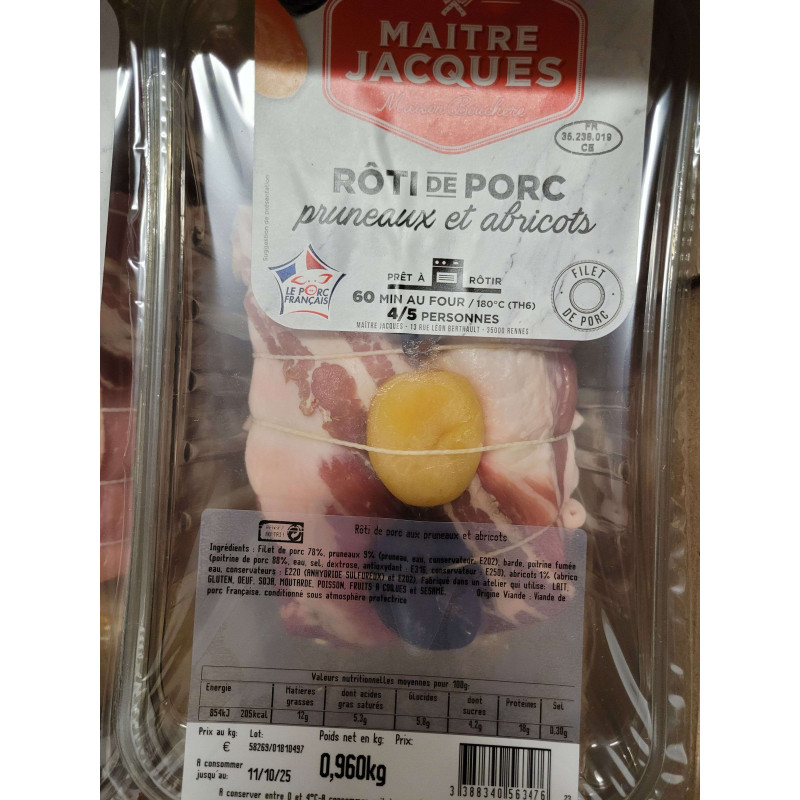 MAITRE
JACQUES
FR
35.238.019
CE
RÔTI DE PORC
pruneaux et abricots
Suggestion de présentation
LE PORC
FRANÇAIS
PRÊT À RÔTIR
60 MIN AU FOUR / 180°C (TH6)
4/5 PERSONNES
MAÎTRE JACQUES - 13 RUE LÉON BERTHAULT - 35000 RENNES
FILET
DE PORC
Rôti de porc aux pruneaux et abricots
Ingrédients : Filet de porc 78%, pruneaux 9% (pruneau, eau, conservateur: E202), barde, poitrine fumée
(poitrine de porc 88%, eau, sel, dextrose, antioxydant : E316, conservateur : E250), abricots 1% (abrico
eau, conservateurs : E220 (ANHYDRIDE SULFUREUX) et E202). Fabriqué dans un atelier qui utilise: LAIT,
GLUTEN, OEUF, SOJA, MOUTARDE, POISSON, FRUITS A COQUES et SESAME. Origine Viande : Viande de
porc Française. conditionné sous atmosphère protectrice
Valeurs nutritionnelles moyennes pour 100g:
Energie Matières grasses dont acides gras saturés Glucides dont sucres Protéines Sel
854kJ 205kcal 12g 5.3g 5.6g 4.2g 18g 0.38g
Prix au kg: Lot: Poids net en kg: Prix:
€ 58269/01810497
A consommer
jusqu'au: 11/10/25 0,960kg
3 388340 563476
A conserver entre 0 et 4°C-A